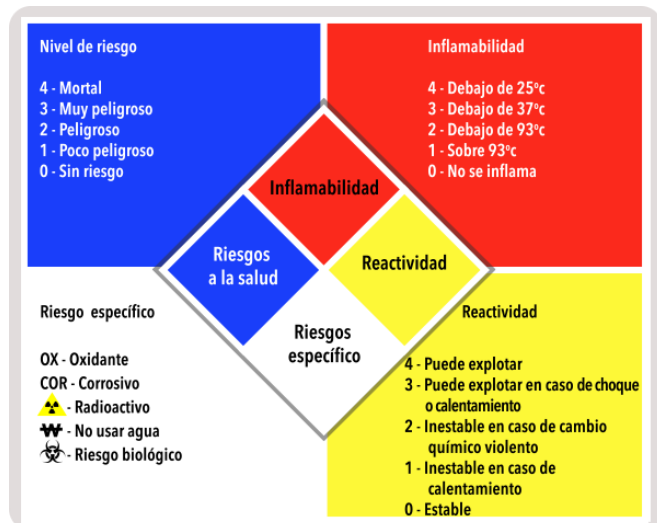 Nivel de riesgo
4 - Mortal
3 - Muy peligroso
2 - Peligroso
1 - Poco peligroso
0 - Sin riesgo
Inflamabilidad
4 - Debajo de 25ºc
3 - Debajo de 37ºc
2 - Debajo de 93ºc
1 - Sobre 93ºc
0 - No se inflama
Inflamabilidad
Riesgos
a la salud
Reactividad
Riesgos
específico
Riesgo específico
OX - Oxidante
COR - Corrosivo
- Radioactivo
W - No usar agua
- Riesgo biológico
Reactividad
4 - Puede explotar
3 - Puede explotar en caso de choque
o calentamiento
2 - Inestable en caso de cambio
químico violento
1 - Inestable en caso de
calentamiento
0 - Estable